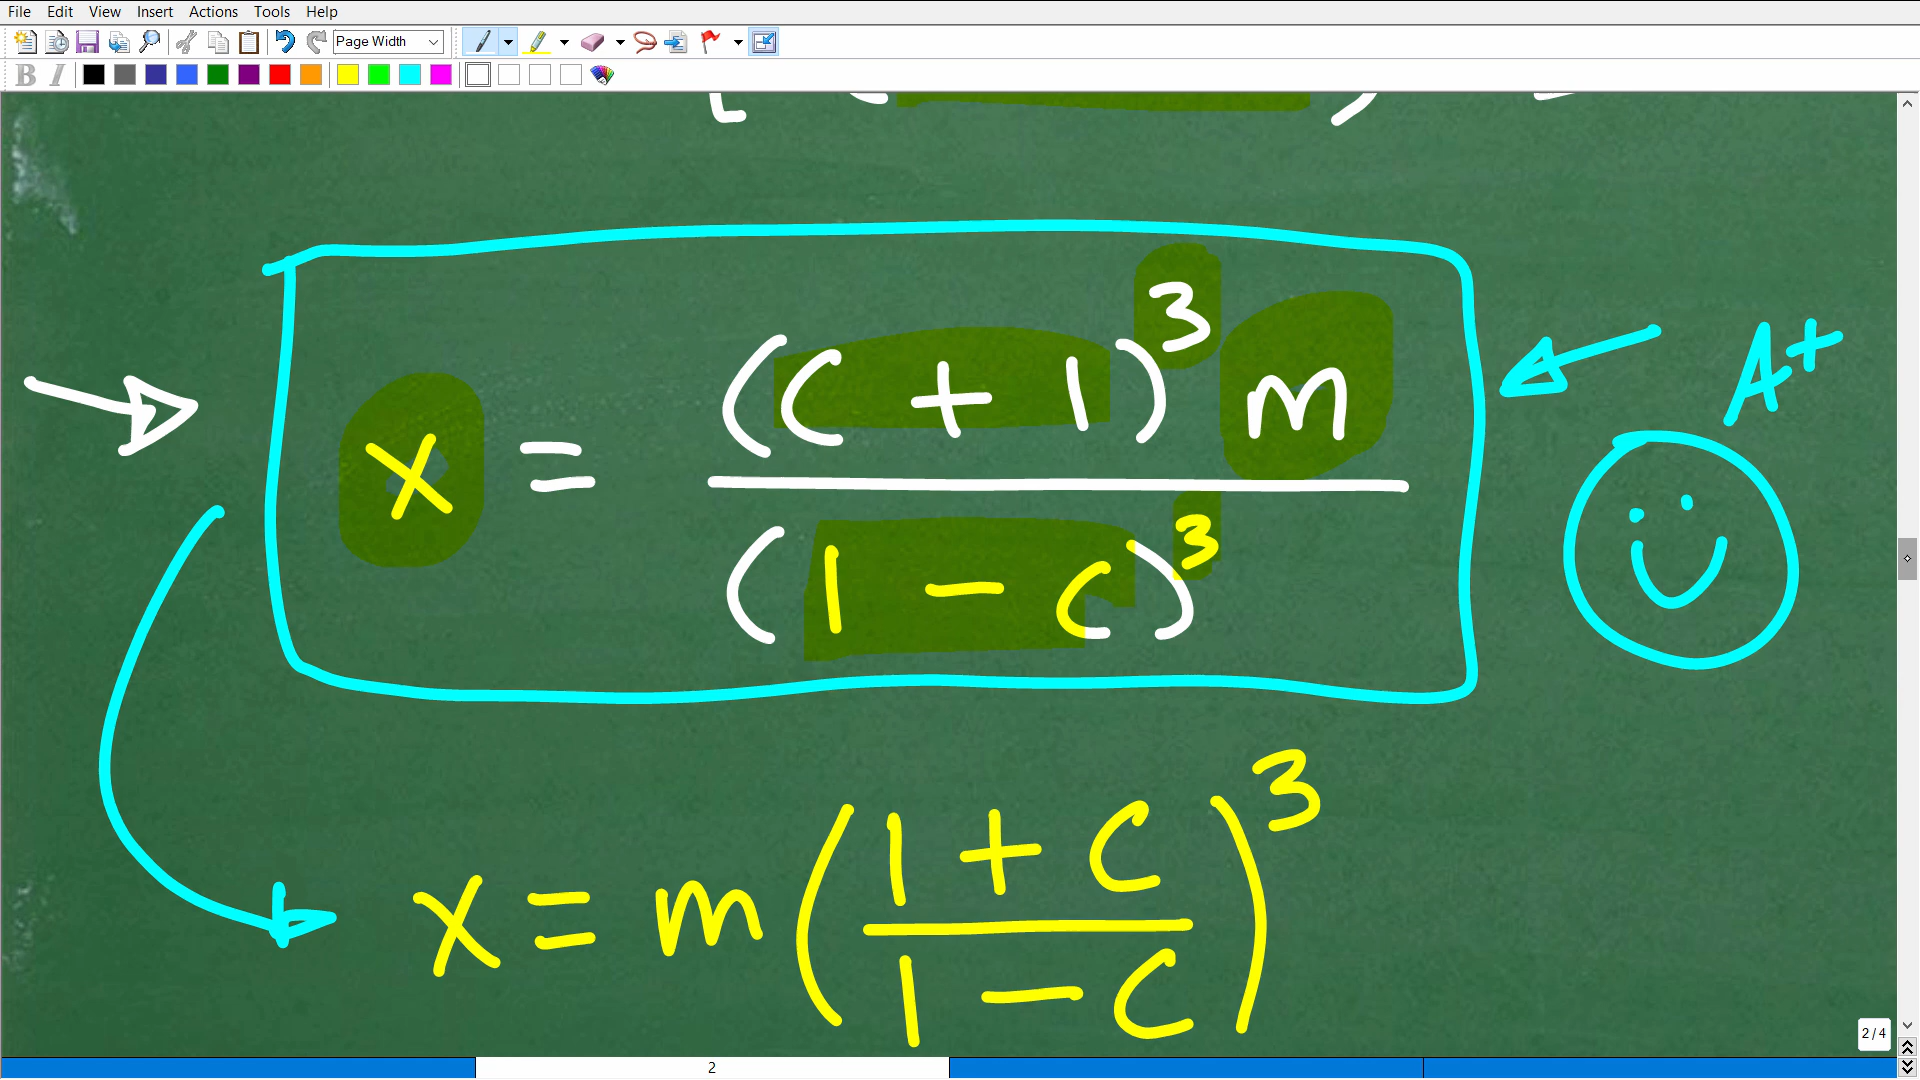 File Edit View Insert Actions Tools Help
Page Width
B I
x = (c + 1)³ m
(1 - c)³
A+
x = m (1 + c)³
1 - c
2 / 4
2